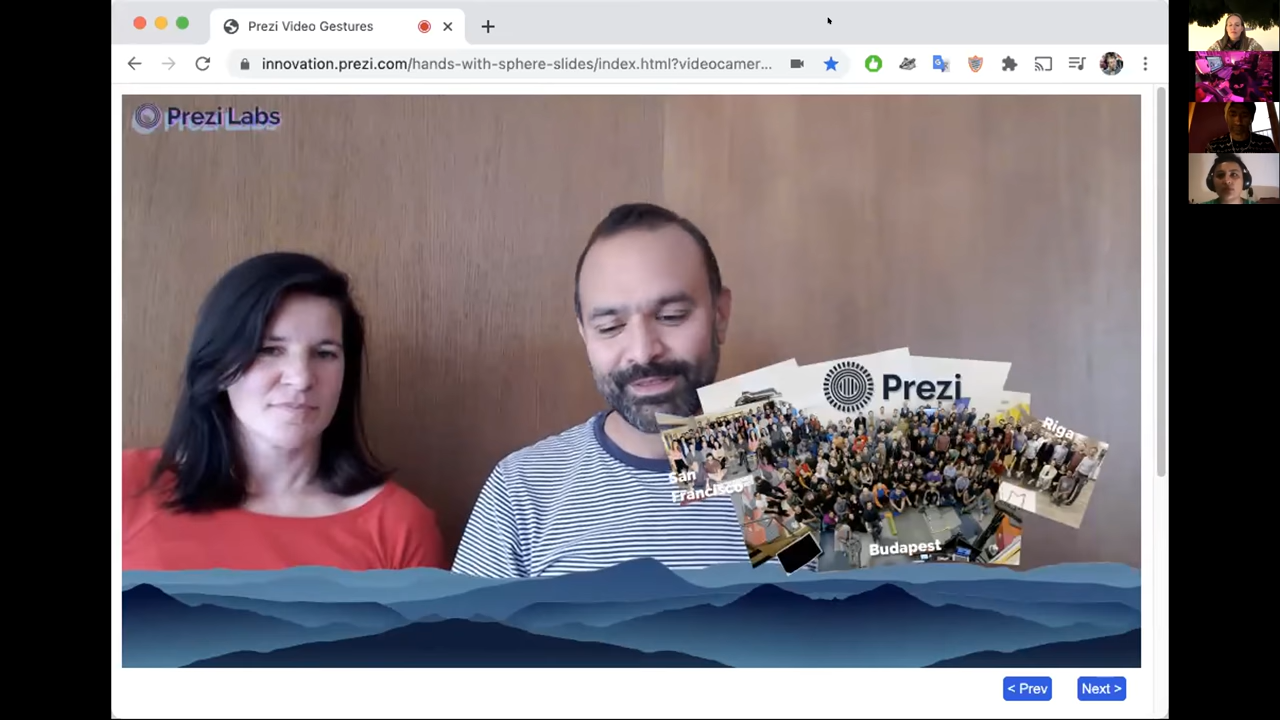 Prezi Video Gestures
innovation.prezi.com/hands-with-sphere-slides/index.html?videocamer...
Prezi Labs
Prezi
Riga
San
Francisco
Budapest
< Prev
Next >